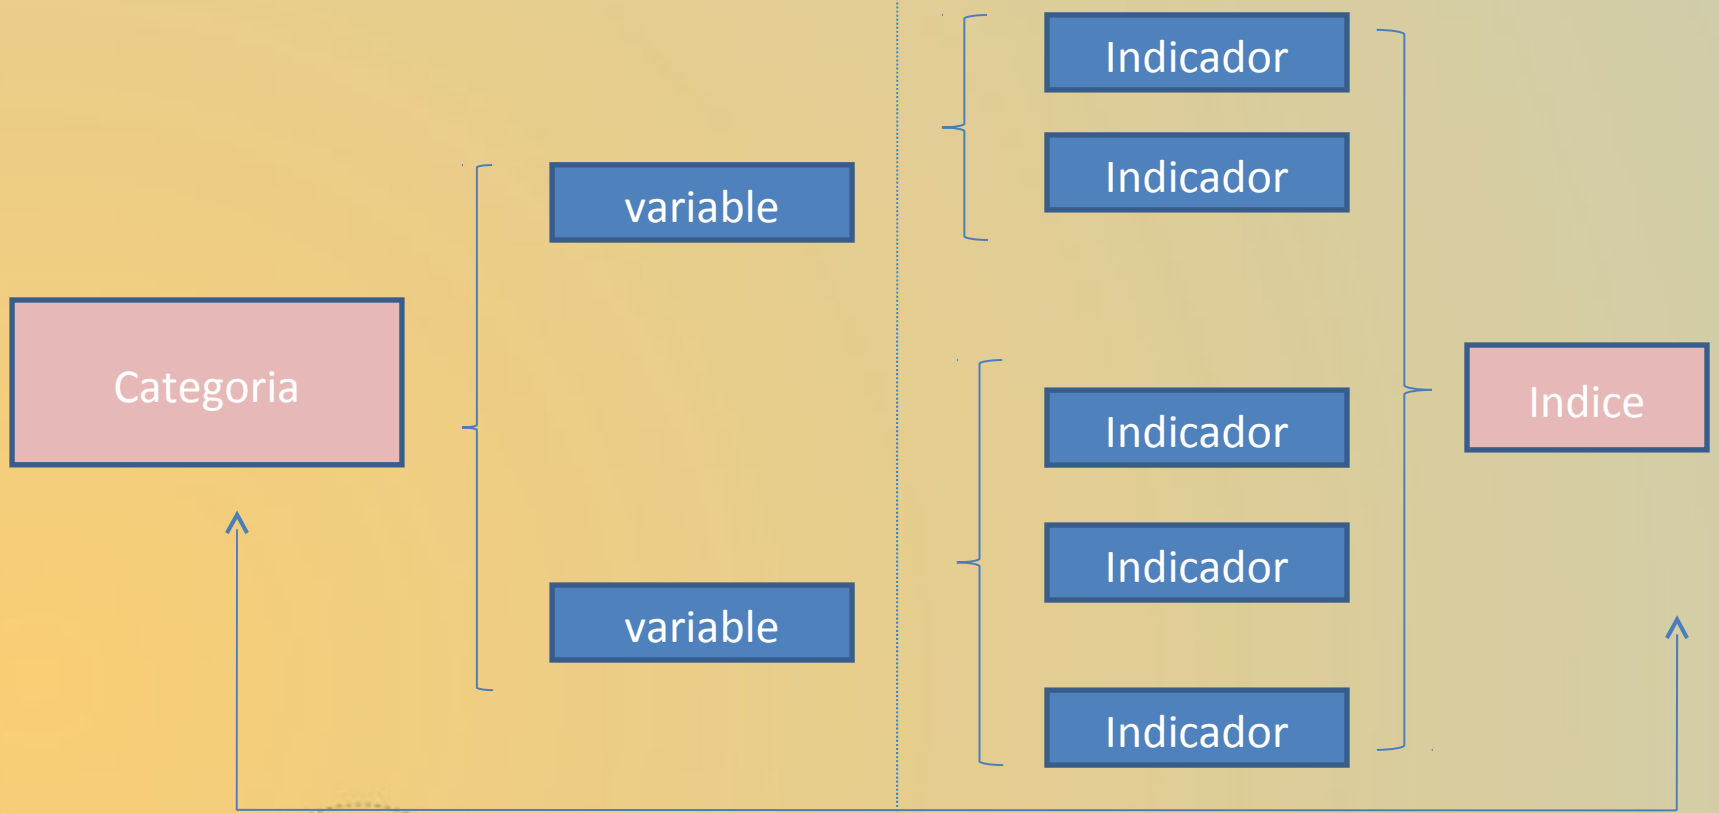 Categoria
variable
variable
Indicador
Indicador
Indicador
Indicador
Indicador
Indice